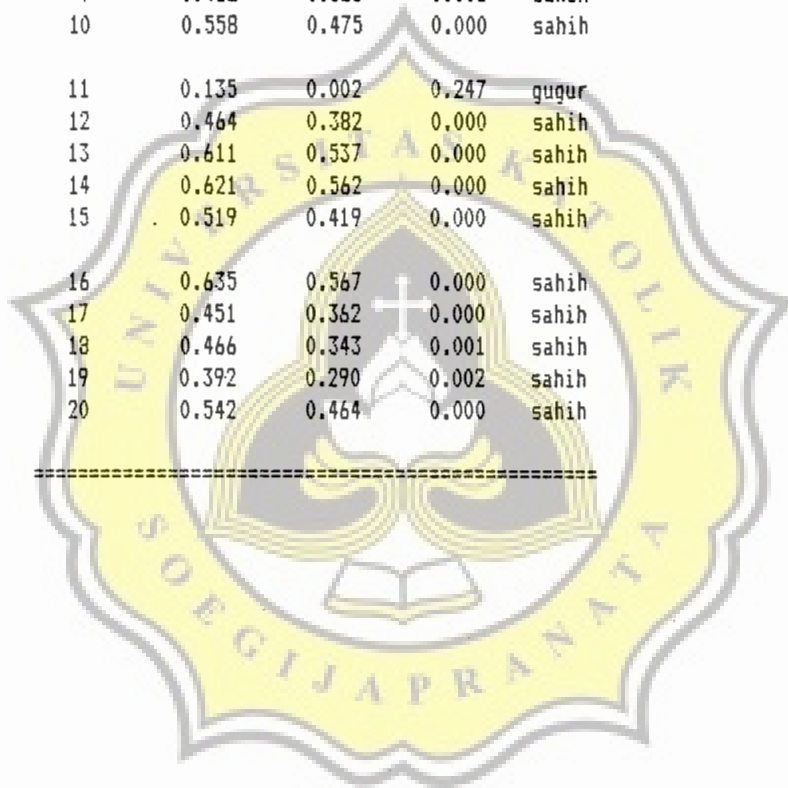 10 0.558 0.475 0.000 sahih
11 0.135 0.002 0.247 gugur
12 0.464 0.382 0.000 sahih
13 0.611 0.537 0.000 sahih
14 0.621 0.562 0.000 sahih
15 . 0.519 0.419 0.000 sahih
16 0.635 0.567 0.000 sahih
17 0.451 0.362 0.000 sahih
18 0.466 0.343 0.001 sahih
19 0.392 0.290 0.002 sahih
20 0.542 0.464 0.000 sahih
UNIVERSITAS KATOLIK
SOEGIJAPRANATA